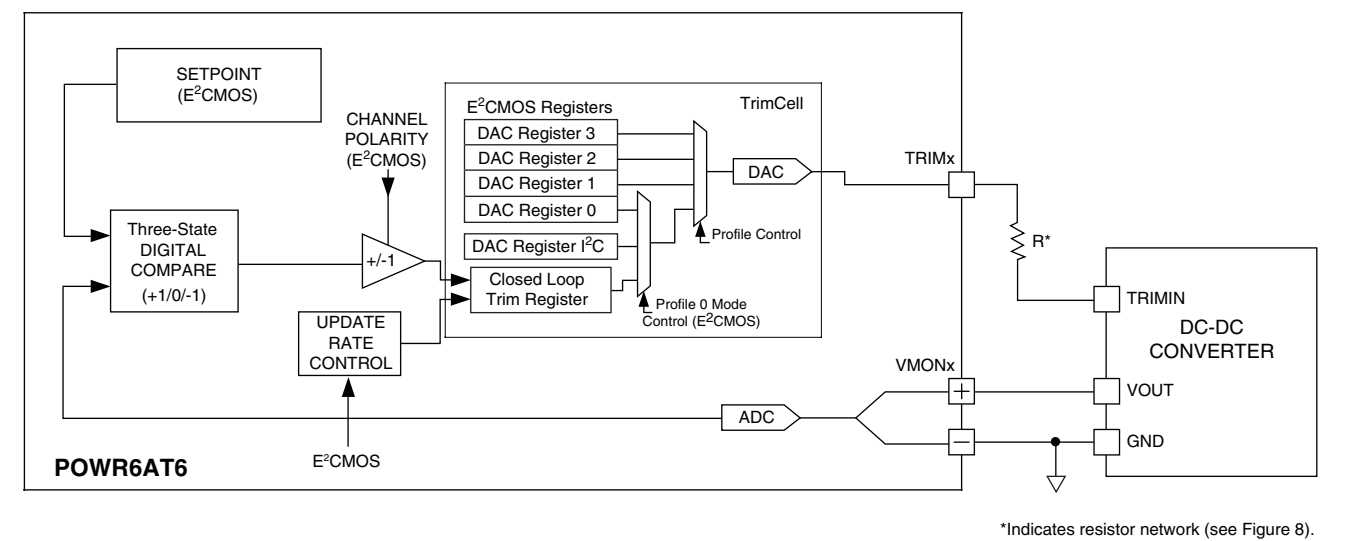 SETPOINT
(E²CMOS)
CHANNEL
POLARITY
(E²CMOS)
E²CMOS Registers
TrimCell
DAC Register 3
DAC Register 2
DAC Register 1
DAC Register 0
DAC Register I²C
Closed Loop
Trim Register
DAC
Profile Control
Profile 0 Mode
Control (E²CMOS)
Three-State
DIGITAL
COMPARE
(+1/0/-1)
+/-1
UPDATE
RATE
CONTROL
E²CMOS
ADC
TRIMx
R*
VMONx
+
–
TRIMIN
DC-DC
CONVERTER
VOUT
GND
POWR6AT6
*Indicates resistor network (see Figure 8).